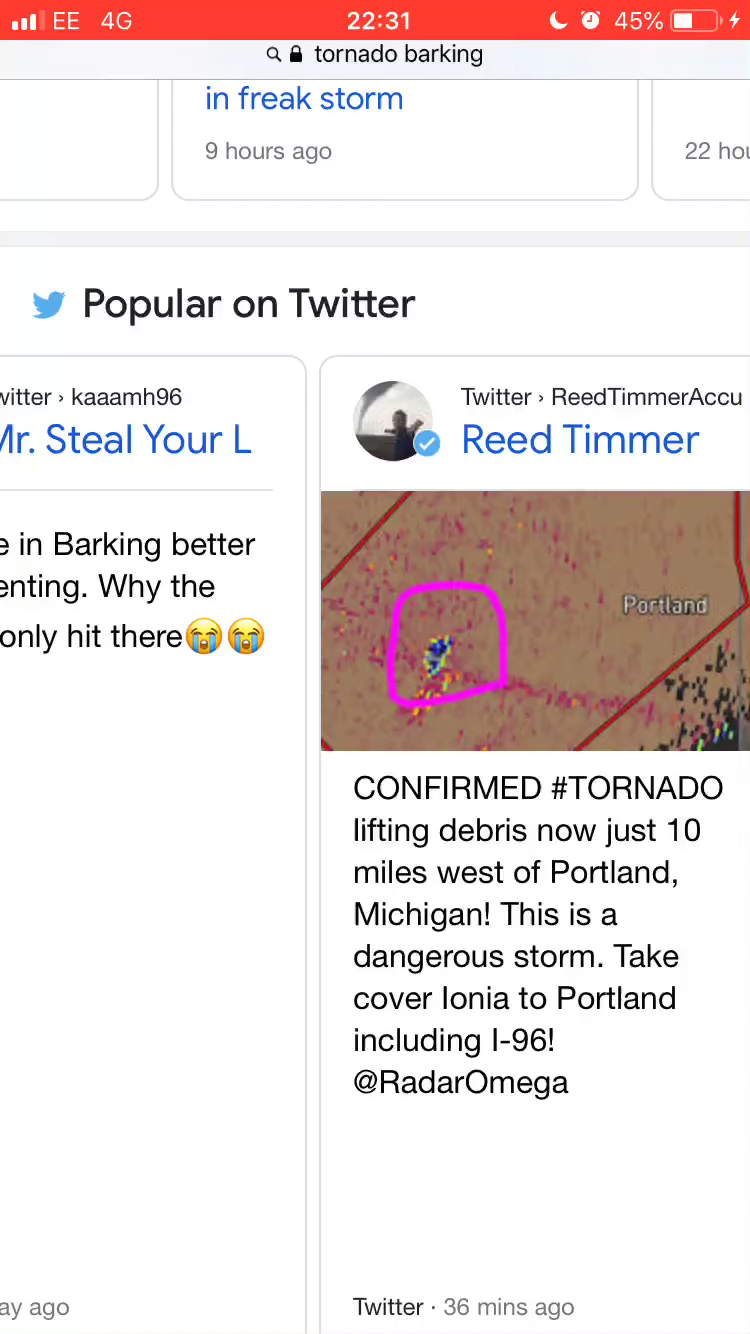 EE 4G 22:31 45%
tornado barking
in freak storm
9 hours ago
22 hou
Popular on Twitter
witter › kaaamh96
Mr. Steal Your L
e in Barking better
enting. Why the
only hit there😭😭
ay ago
Twitter › ReedTimmerAccu
Reed Timmer
Portland
CONFIRMED #TORNADO
lifting debris now just 10
miles west of Portland,
Michigan! This is a
dangerous storm. Take
cover Ionia to Portland
including I-96!
@RadarOmega
Twitter · 36 mins ago